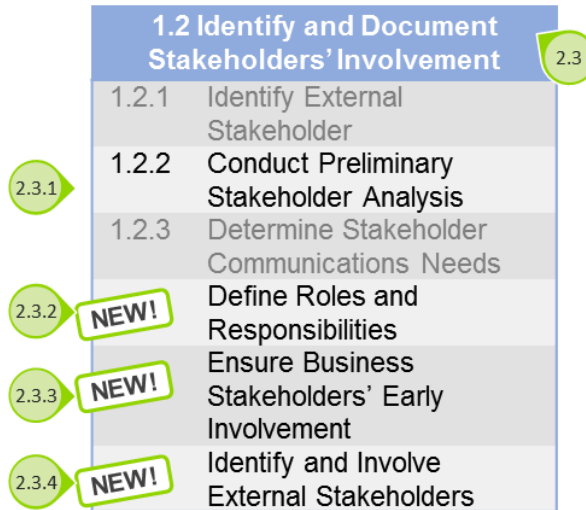 1.2 Identify and Document
Stakeholders' Involvement
2.3
1.2.1 Identify External
Stakeholder
2.3.1
1.2.2 Conduct Preliminary
Stakeholder Analysis
1.2.3 Determine Stakeholder
Communications Needs
2.3.2
NEW!
Define Roles and
Responsibilities
2.3.3
NEW!
Ensure Business
Stakeholders' Early
Involvement
2.3.4
NEW!
Identify and Involve
External Stakeholders